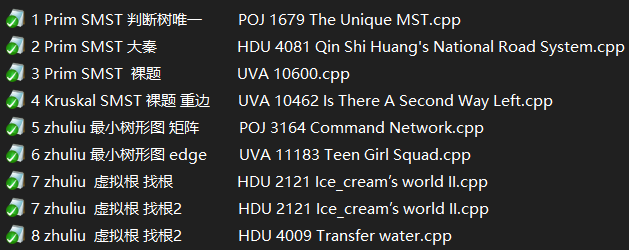 1 Prim SMST 判断树唯一 POJ 1679 The Unique MST.cpp
2 Prim SMST 大秦 HDU 4081 Qin Shi Huang's National Road System.cpp
3 Prim SMST 裸题 UVA 10600.cpp
4 Kruskal SMST 裸题 重边 UVA 10462 Is There A Second Way Left.cpp
5 zhuliu 最小树形图 矩阵 POJ 3164 Command Network.cpp
6 zhuliu 最小树形图 edge UVA 11183 Teen Girl Squad.cpp
7 zhuliu 虚拟根 找根 HDU 2121 Ice_cream’s world II.cpp
7 zhuliu 虚拟根 找根2 HDU 2121 Ice_cream’s world II.cpp
8 zhuliu 虚拟根 找根2 HDU 4009 Transfer water.cpp